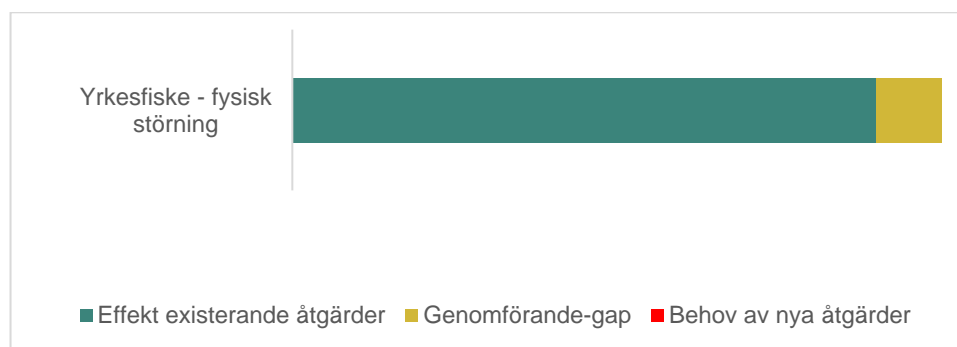 Yrkesfiske - fysisk
störning
Effekt existerande åtgärder Genomförande-gap Behov av nya åtgärder